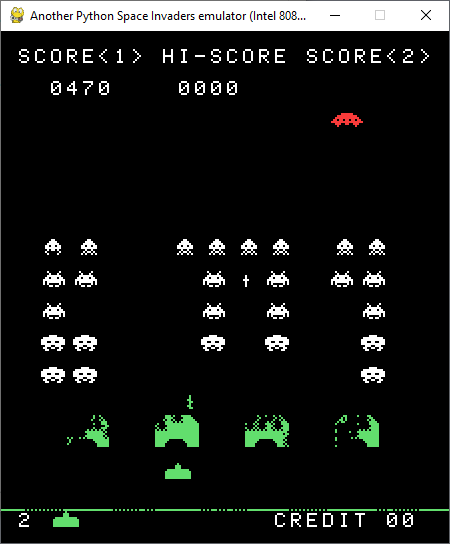 Another Python Space Invaders emulator (Intel 808...
SCORE<1> HI-SCORE SCORE<2>
0470 0000
2 CREDIT 00